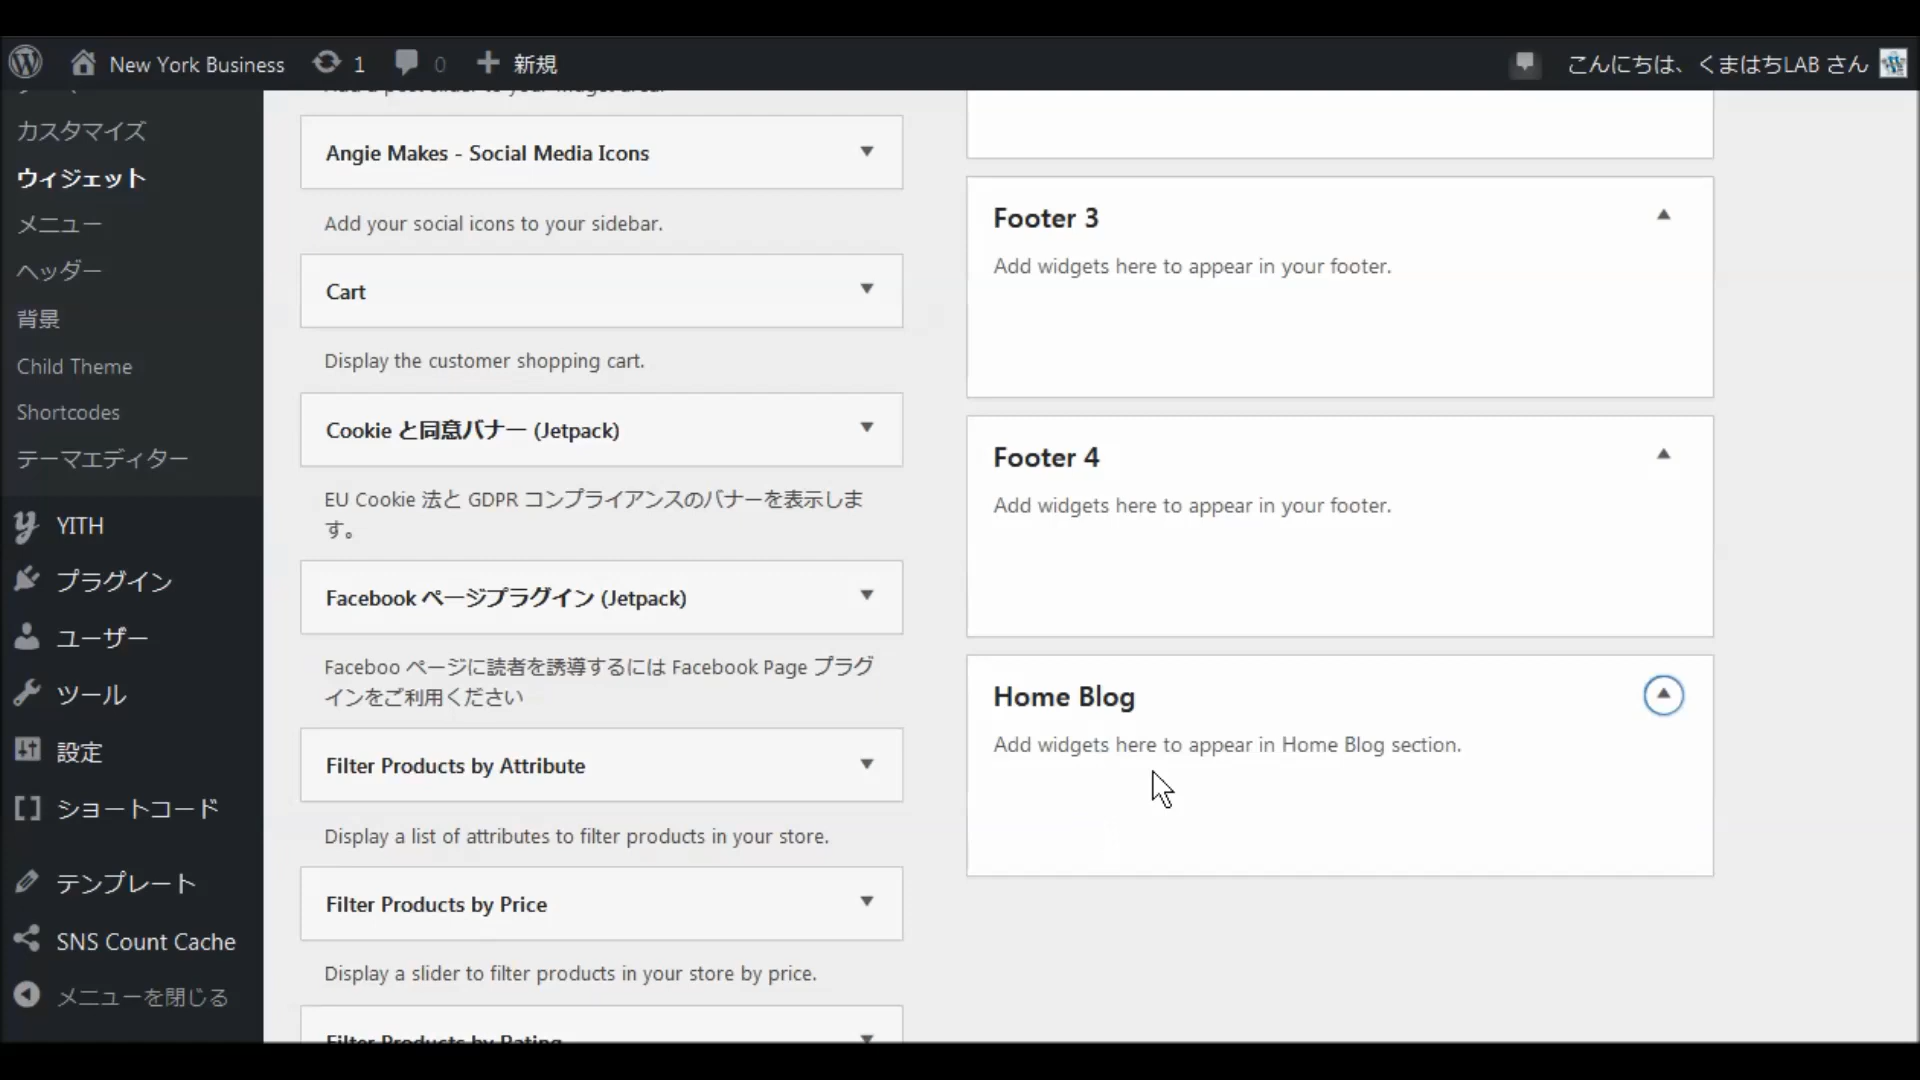 New York Business
1
0
新規
こんにちは、くまはちLAB さん
カスタマイズ
ウィジェット
メニュー
ヘッダー
背景
Child Theme
Shortcodes
テーマエディター
YITH
プラグイン
ユーザー
ツール
設定
ショートコード
テンプレート
SNS Count Cache
メニューを閉じる
Angie Makes - Social Media Icons
Add your social icons to your sidebar.
Cart
Display the customer shopping cart.
Cookie と同意バナー (Jetpack)
EU Cookie 法と GDPR コンプライアンスのバナーを表示しま
す。
Facebook ページプラグイン (Jetpack)
Faceboo ページに読者を誘導するには Facebook Page プラグ
インをご利用ください
Filter Products by Attribute
Display a list of attributes to filter products in your store.
Filter Products by Price
Display a slider to filter products in your store by price.
Filter Products by Rating
Footer 3
Add widgets here to appear in your footer.
Footer 4
Add widgets here to appear in your footer.
Home Blog
Add widgets here to appear in Home Blog section.